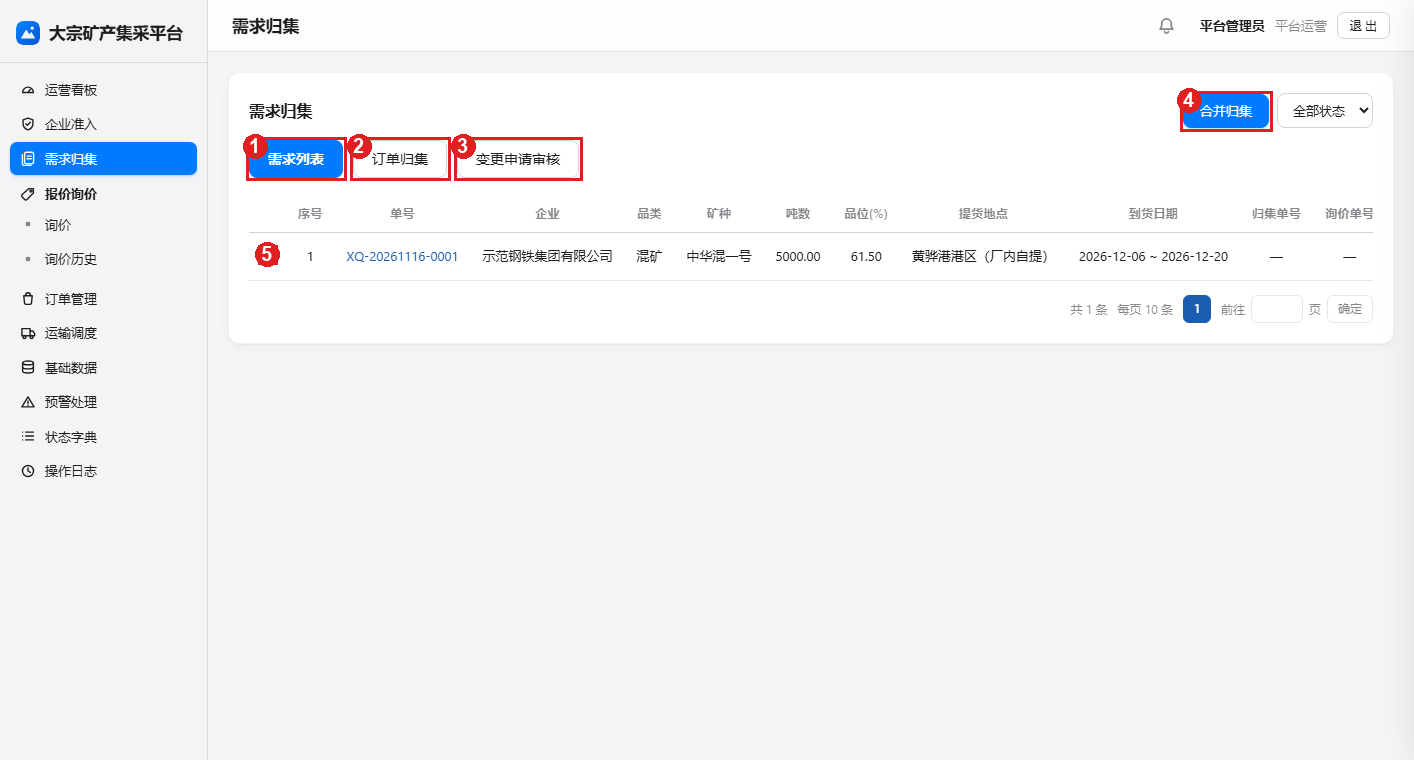 大宗矿产集采平台
需求归集
平台管理员 平台运营 退 出
运营看板
企业准入
需求归集
报价询价
询价
询价历史
订单管理
运输调度
基础数据
预警处理
状态字典
操作日志
需求归集
4 合并归集 全部状态
1 需求列表 2 订单归集 3 变更申请审核
序号 单号 企业 品类 矿种 吨数 品位(%) 提货地点 到货日期 归集单号 询价单号
5 1 XQ-20261116-0001 示范钢铁集团有限公司 混矿 中华混一号 5000.00 61.50 黄骅港港区（厂内自提） 2026-12-06 ~ 2026-12-20 — —
共 1 条 每页 10 条 1 前往 页 确定